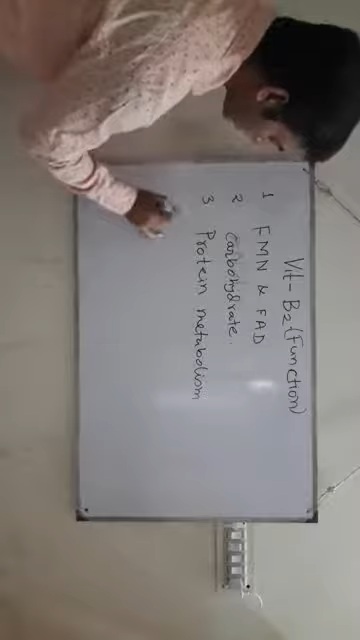 Vit-B2 (Function)
1 FMN & FAD
2 Carbohydrate.
3 Protein metabolism